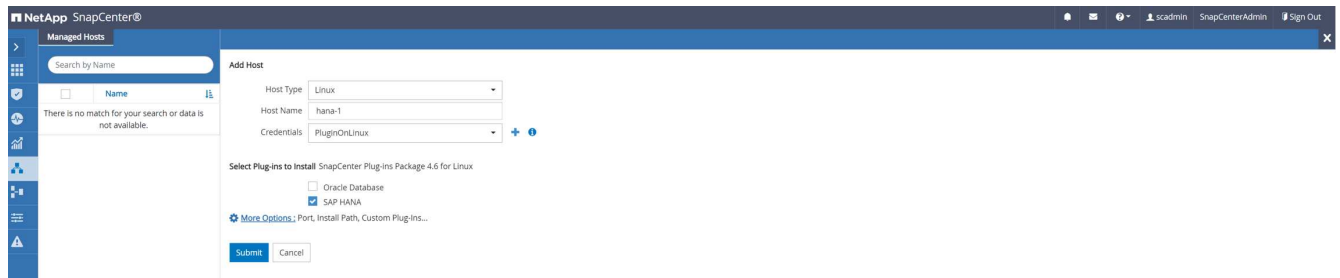 NetApp SnapCenter®
scadmin SnapCenterAdmin Sign Out
Managed Hosts
Search by Name
Name
There is no match for your search or data is
not available.
Add Host
Host Type Linux
Host Name hana-1
Credentials PluginOnLinux
Select Plug-ins to Install SnapCenter Plug-ins Package 4.6 for Linux
Oracle Database
SAP HANA
More Options : Port, Install Path, Custom Plug-Ins...
Submit Cancel